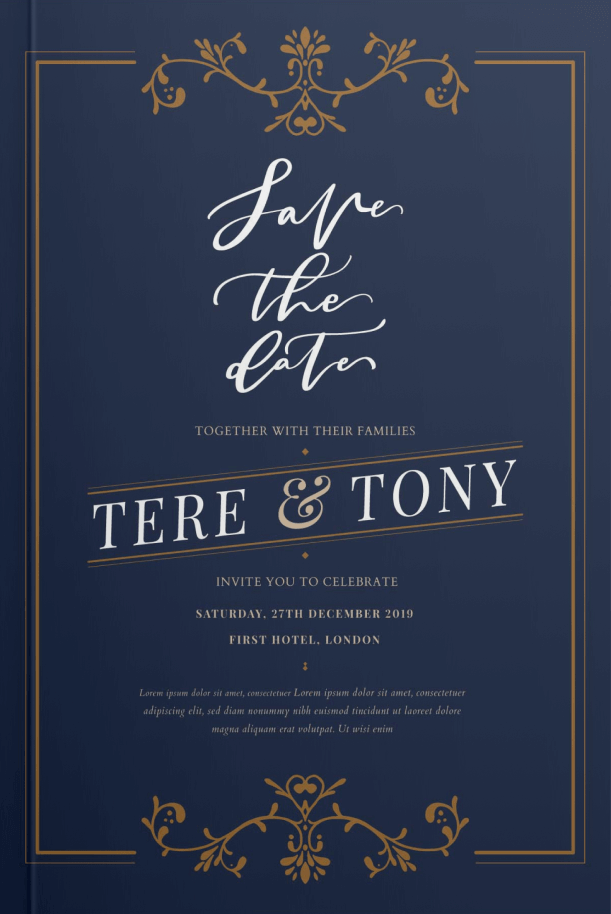 Save
the
date
TOGETHER WITH THEIR FAMILIES
TERE & TONY
INVITE YOU TO CELEBRATE
SATURDAY, 27TH DECEMBER 2019
FIRST HOTEL, LONDON
Lorem ipsum dolor sit amet, consectetuer Lorem ipsum dolor sit amet, consectetuer
adipiscing elit, sed diam nonummy nibh euismod tincidunt ut laoreet dolore
magna aliquam erat volutpat. Ut wisi enim